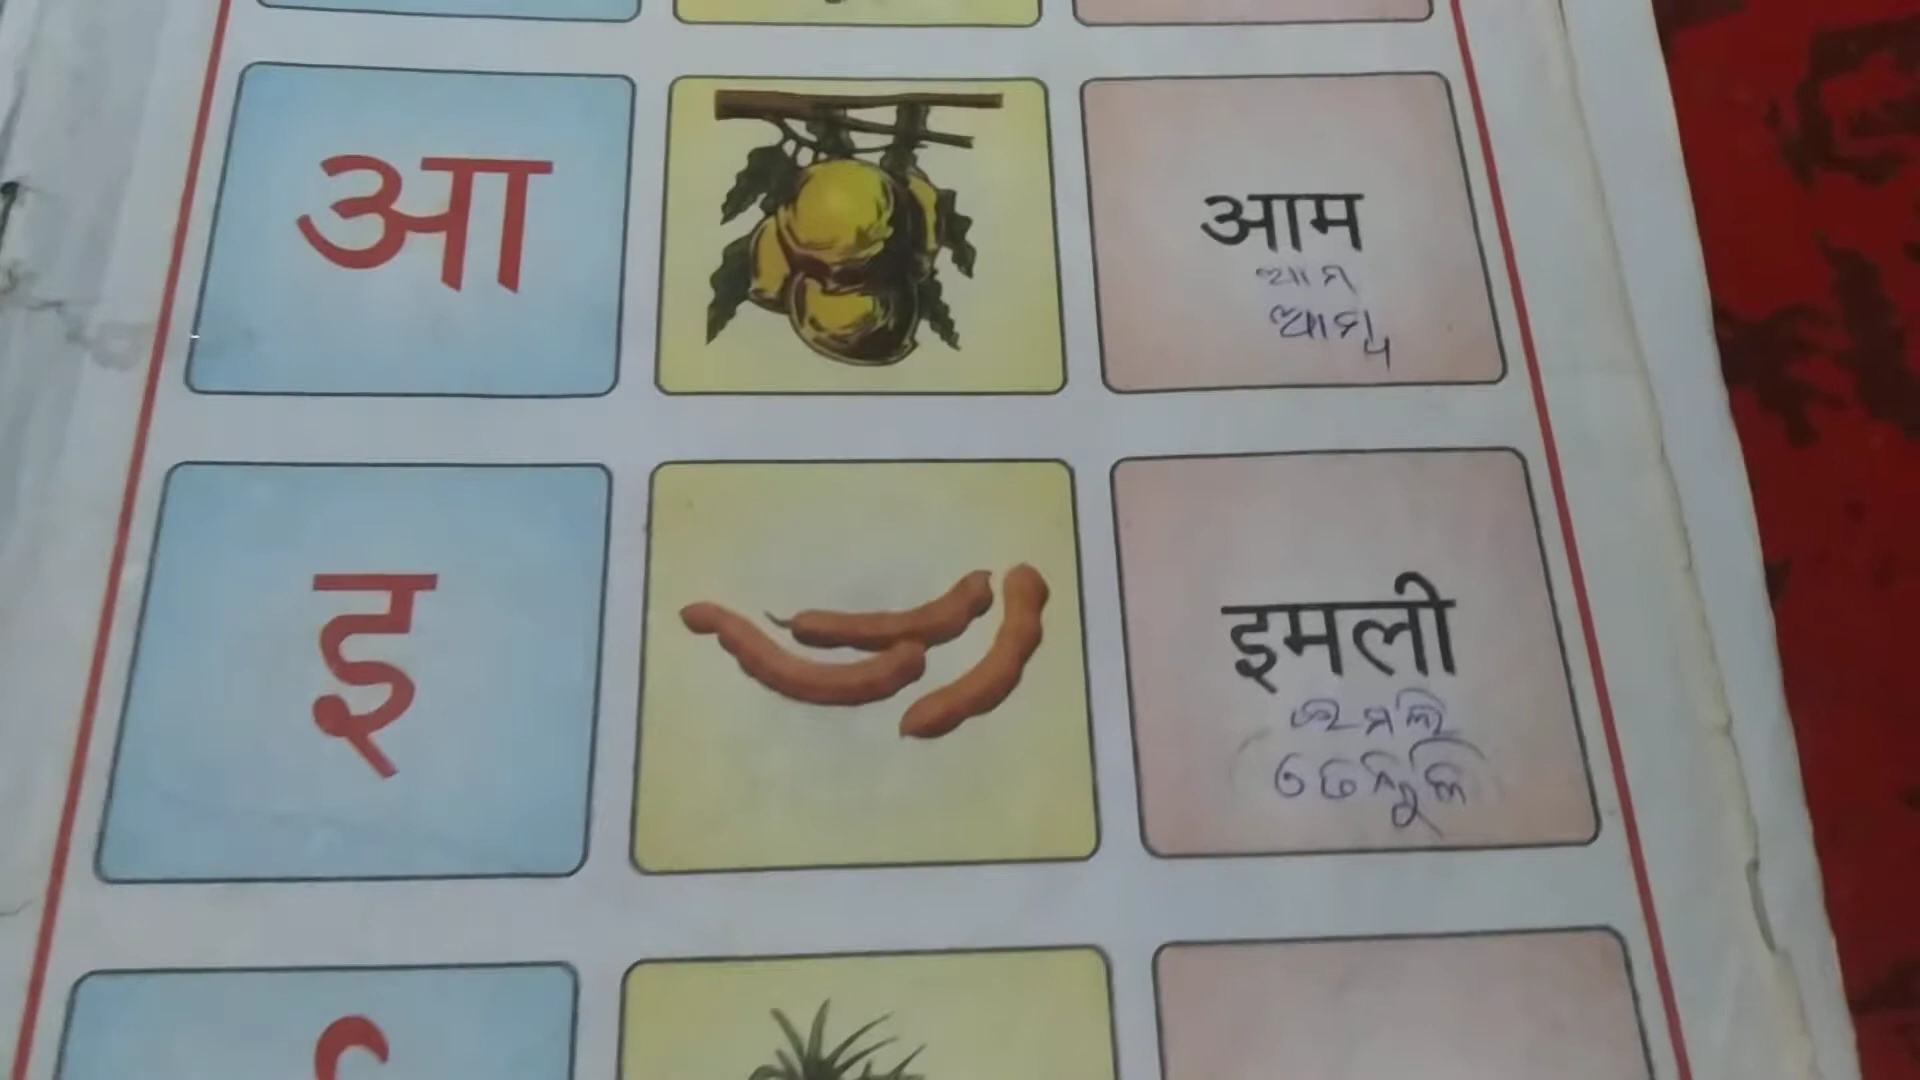 आ
आम
ଆମ
ଆମ୍ୱ
इ
इमली
ଇମଲି
ତେନ୍ତୁଳି